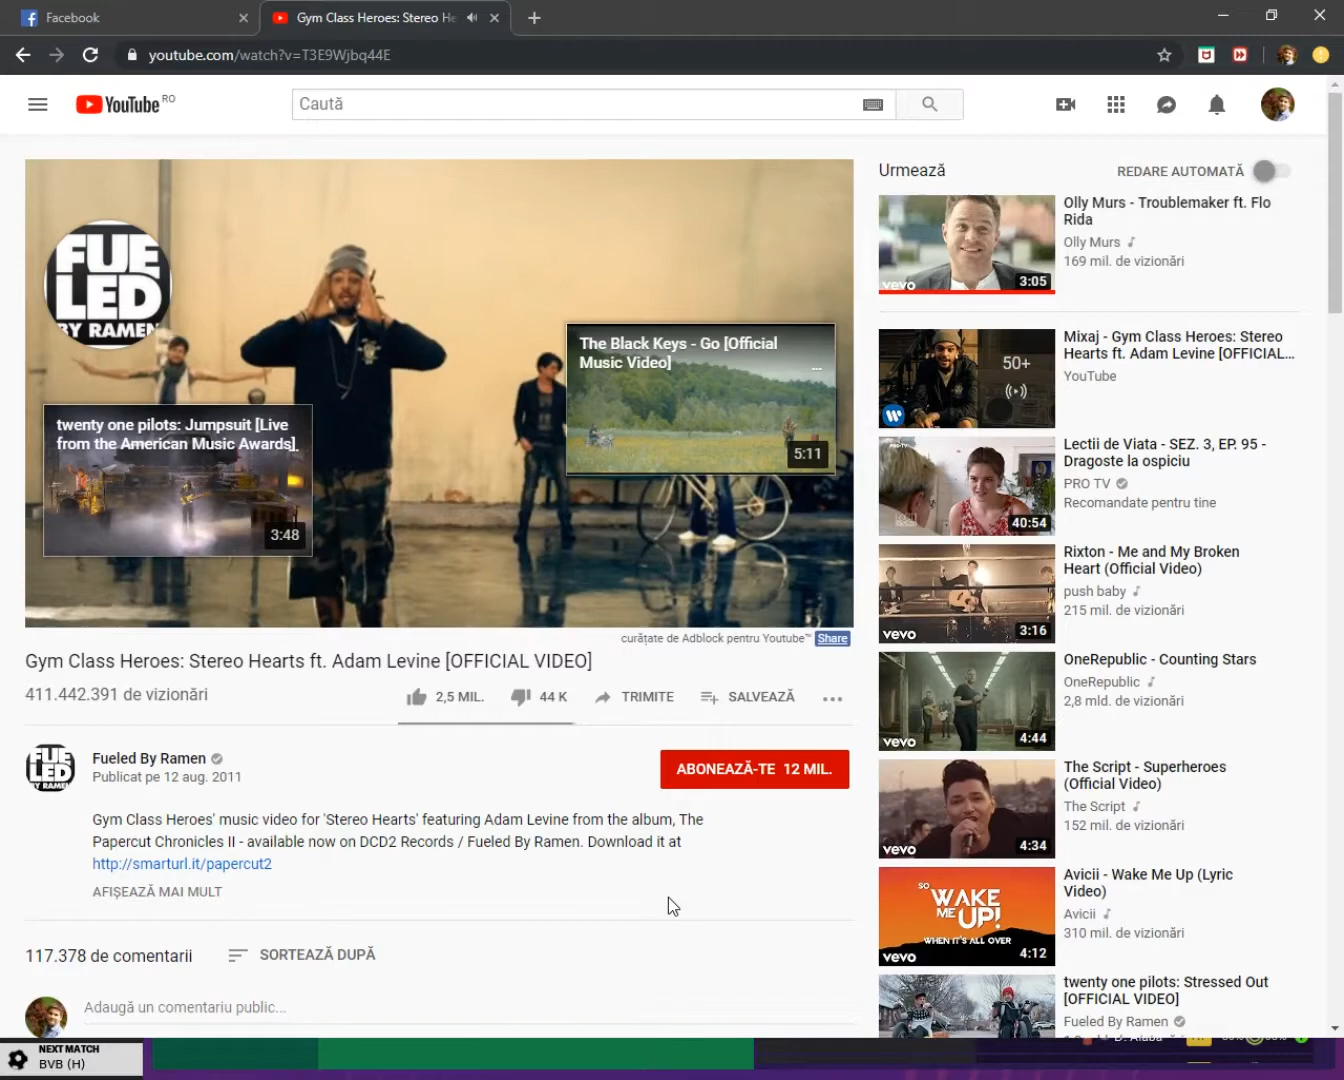 Facebook
Gym Class Heroes: Stereo He
youtube.com/watch?v=T3E9Wjbq44E
YouTube RO
Caută
FUE
LED
BY RAMEN
The Black Keys - Go [Official
Music Video]
5:11
twenty one pilots: Jumpsuit [Live
from the American Music Awards]
3:48
curățate de Adblock pentru Youtube™ Share
Gym Class Heroes: Stereo Hearts ft. Adam Levine [OFFICIAL VIDEO]
411.442.391 de vizionări
2,5 MIL.
44 K
TRIMITE
SALVEAZĂ
FUE
LED
BY RAMEN
Fueled By Ramen
Publicat pe 12 aug. 2011
ABONEAZĂ-TE 12 MIL.
Gym Class Heroes' music video for 'Stereo Hearts' featuring Adam Levine from the album, The
Papercut Chronicles II - available now on DCD2 Records / Fueled By Ramen. Download it at
http://smarturl.it/papercut2
AFIȘEAZĂ MAI MULT
117.378 de comentarii
SORTEAZĂ DUPĂ
Adaugă un comentariu public...
Urmează
REDARE AUTOMATĂ
vevo
3:05
Olly Murs - Troublemaker ft. Flo
Rida
Olly Murs
169 mil. de vizionări
50+
Mixaj - Gym Class Heroes: Stereo
Hearts ft. Adam Levine [OFFICIAL...
YouTube
40:54
Lectii de Viata - SEZ. 3, EP. 95 -
Dragoste la ospiciu
PRO TV
Recomandate pentru tine
vevo
3:16
Rixton - Me and My Broken
Heart (Official Video)
push baby
215 mil. de vizionări
vevo
4:44
OneRepublic - Counting Stars
OneRepublic
2,8 mld. de vizionări
4:34
The Script - Superheroes
(Official Video)
The Script
152 mil. de vizionări
SO
WAKE
ME UP!
WHEN IT'S ALL OVER
vevo
4:12
Avicii - Wake Me Up (Lyric
Video)
Avicii
310 mil. de vizionări
twenty one pilots: Stressed Out
[OFFICIAL VIDEO]
Fueled By Ramen
D. Alaba
NEXT MATCH
BVB (H)